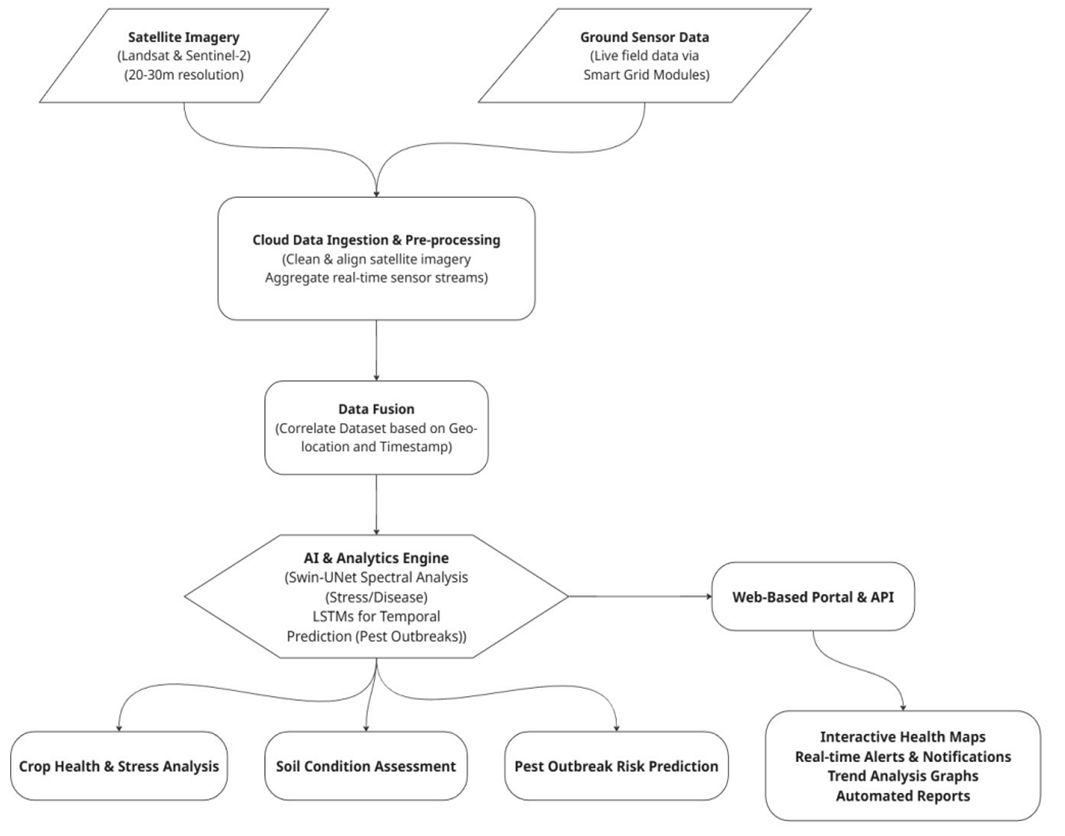 Satellite Imagery
(Landsat & Sentinel-2)
(20-30m resolution)
Ground Sensor Data
(Live field data via
Smart Grid Modules)
Cloud Data Ingestion & Pre-processing
(Clean & align satellite imagery
Aggregate real-time sensor streams)
Data Fusion
(Correlate Dataset based on Geo-
location and Timestamp)
AI & Analytics Engine
(Swin-UNet Spectral Analysis
(Stress/Disease)
LSTMs for Temporal
Prediction (Pest Outbreaks))
Web-Based Portal & API
Crop Health & Stress Analysis
Soil Condition Assessment
Pest Outbreak Risk Prediction
Interactive Health Maps
Real-time Alerts & Notifications
Trend Analysis Graphs
Automated Reports